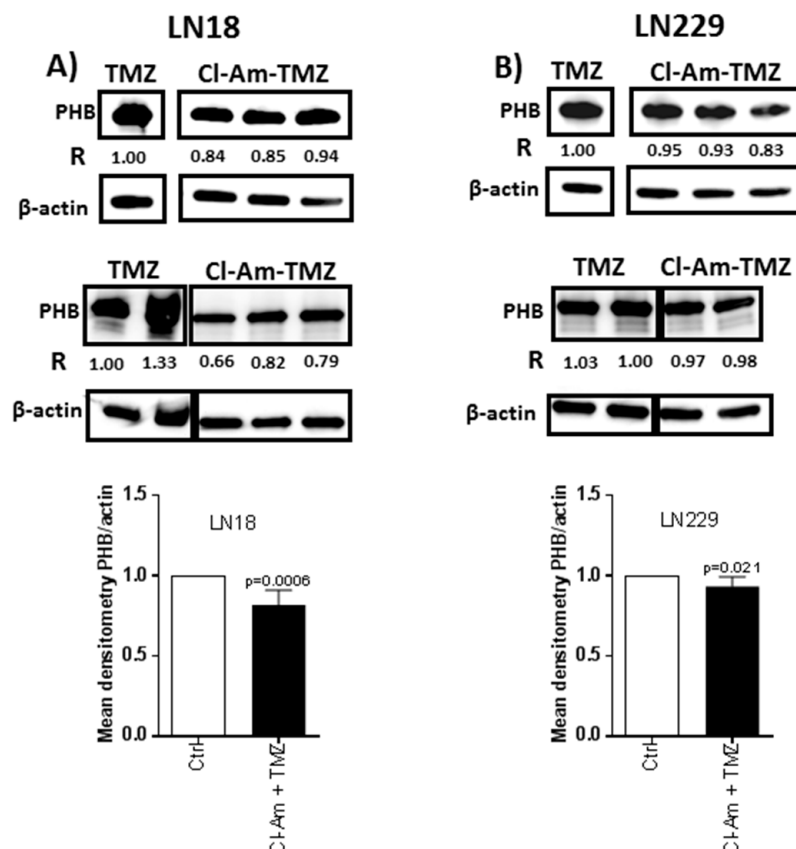 LN18
A)
TMZ Cl-Am-TMZ
PHB
R 1.00 0.84 0.85 0.94
β-actin
TMZ Cl-Am-TMZ
PHB
R 1.00 1.33 0.66 0.82 0.79
β-actin
Mean densitometry PHB/actin
1.5
1.0
0.5
0.0
LN18
p=0.0006
Ctrl
Cl-Am + TMZ
LN229
B)
TMZ Cl-Am-TMZ
PHB
R 1.00 0.95 0.93 0.83
β-actin
TMZ Cl-Am-TMZ
PHB
R 1.03 1.00 0.97 0.98
β-actin
Mean densitometry PHB/actin
1.5
1.0
0.5
0.0
LN229
p=0.021
Ctrl
Cl-Am + TMZ